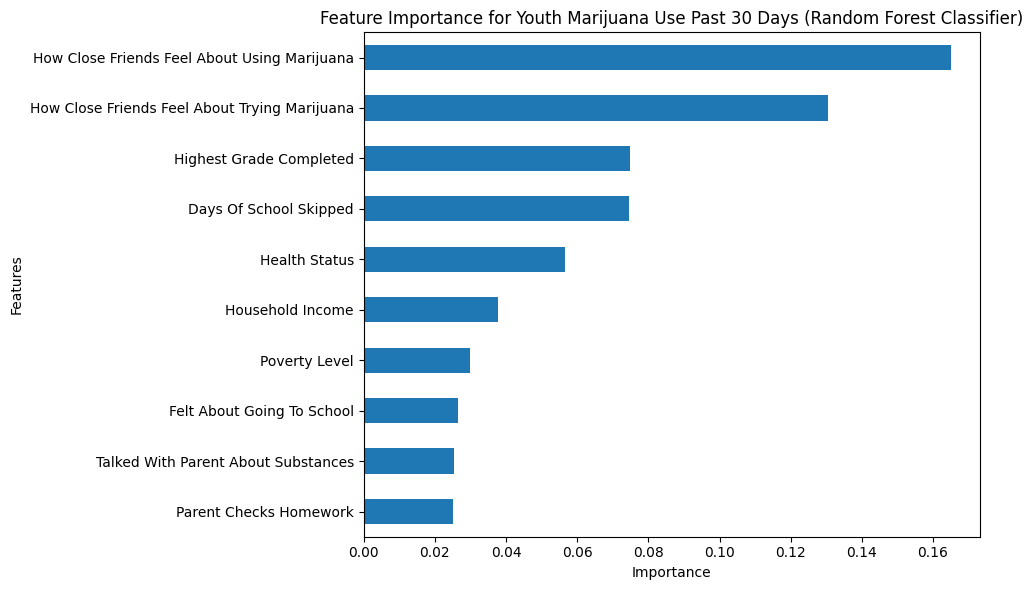 Feature Importance for Youth Marijuana Use Past 30 Days (Random Forest Classifier)
How Close Friends Feel About Using Marijuana
How Close Friends Feel About Trying Marijuana
Highest Grade Completed
Days Of School Skipped
Health Status
Household Income
Poverty Level
Felt About Going To School
Talked With Parent About Substances
Parent Checks Homework
Features
0.00 0.02 0.04 0.06 0.08 0.10 0.12 0.14 0.16
Importance